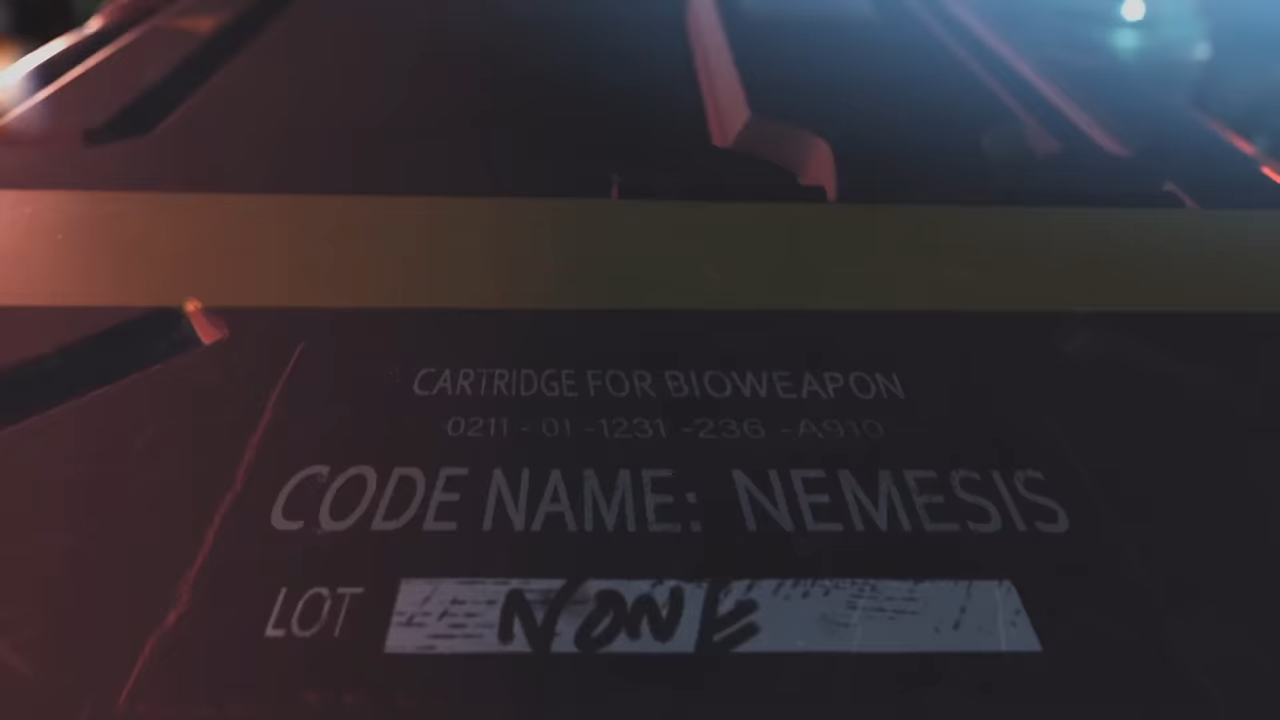 CARTRIDGE FOR BIOWEAPON
0211 - 01 -1231 -236 -A910
CODE NAME: NEMESIS
LOT NONE